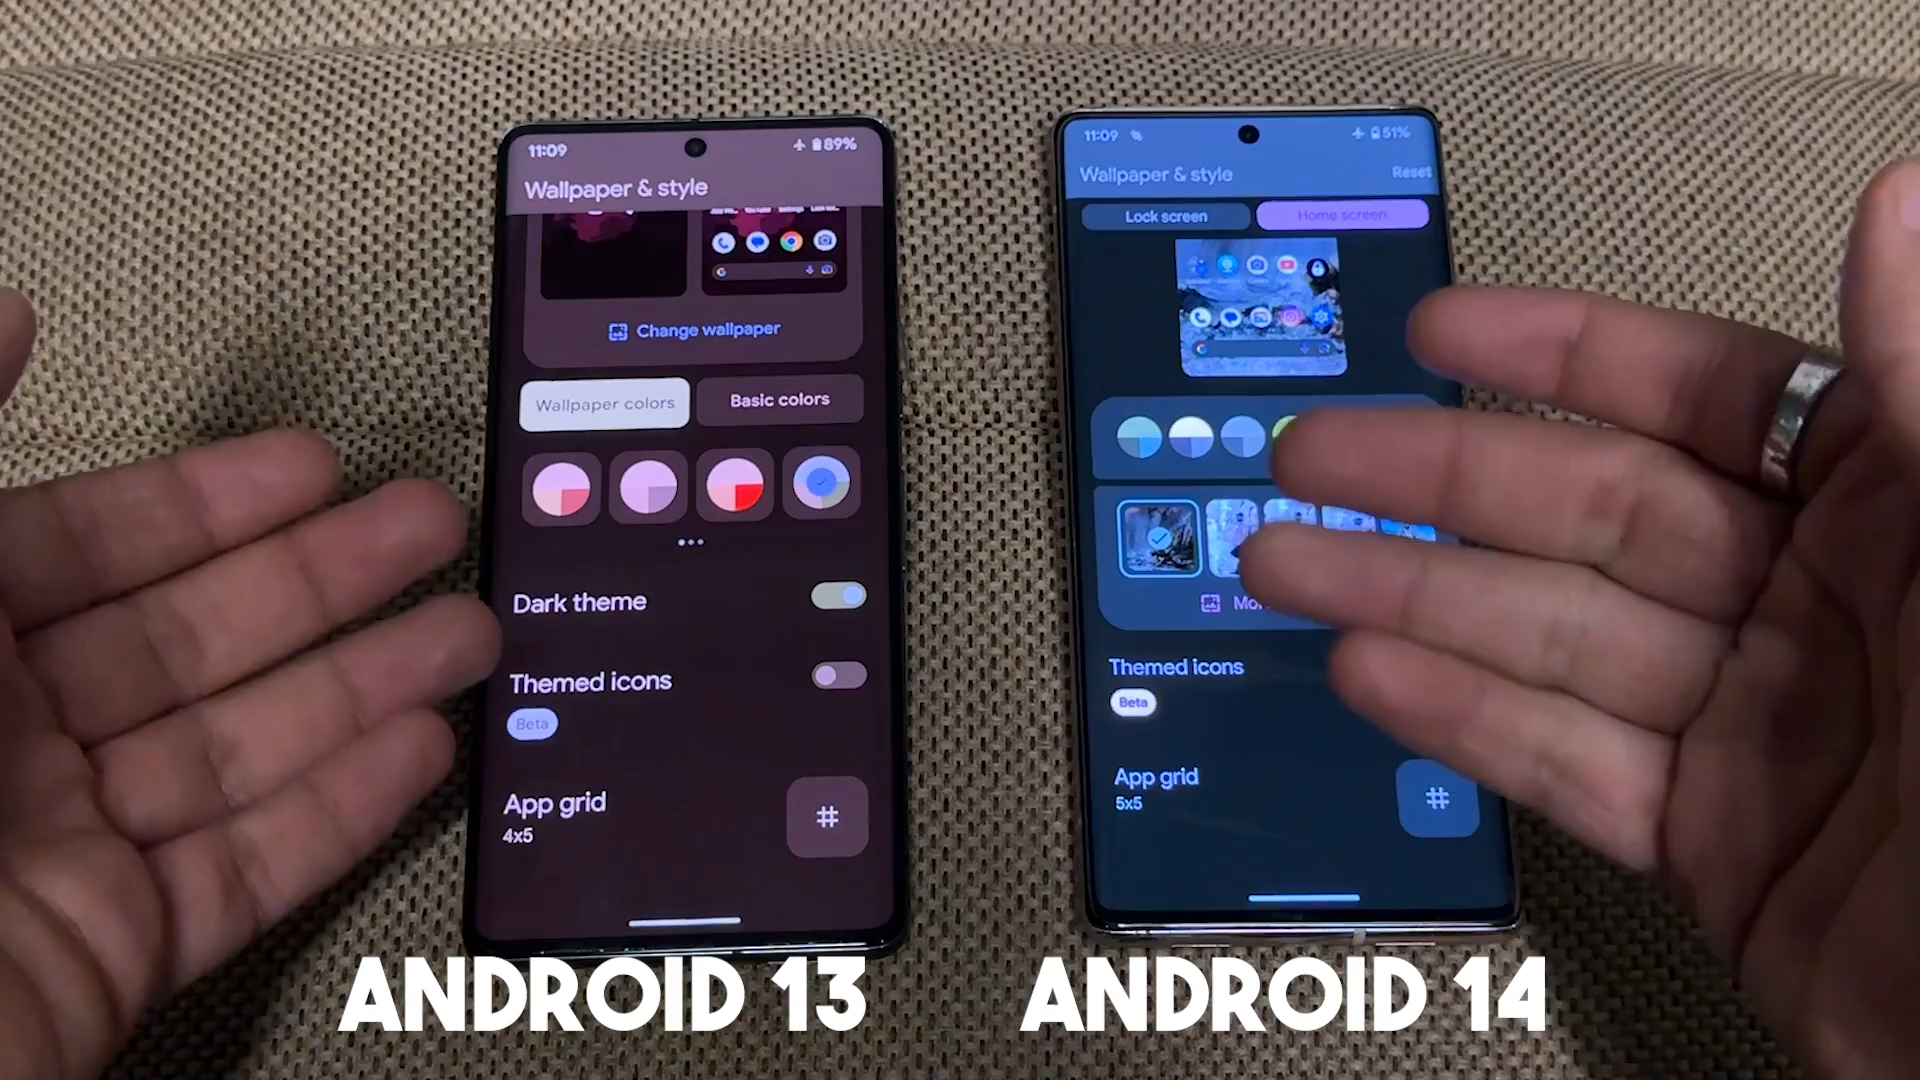 11:09
89%
Wallpaper & style
Change wallpaper
Wallpaper colors
Basic colors
Dark theme
Themed icons
Beta
App grid
4x5
#
11:09
51%
Wallpaper & style
Reset
Lock screen
Home screen
Themed icons
Beta
App grid
5x5
#
ANDROID 13
ANDROID 14